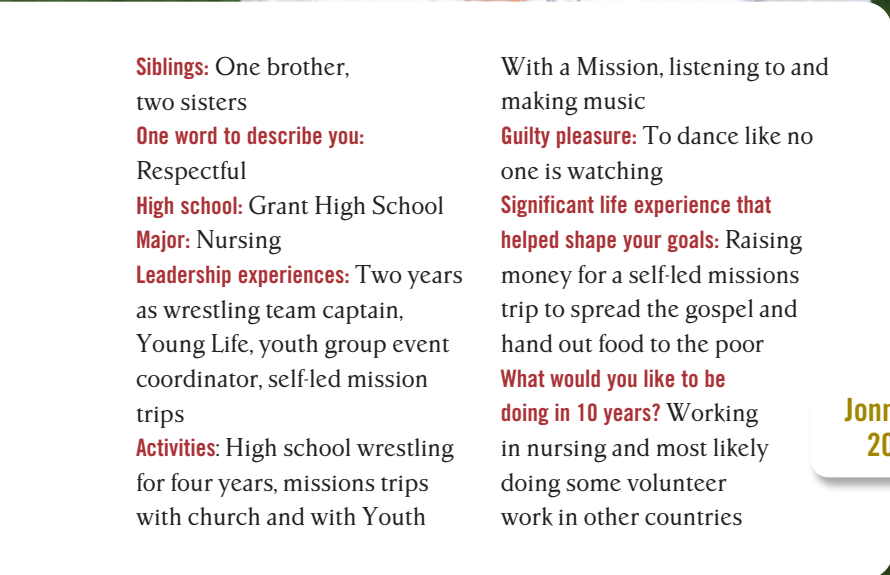 Siblings: One brother,
two sisters
One word to describe you:
Respectful
High school: Grant High School
Major: Nursing
Leadership experiences: Two years
as wrestling team captain,
Young Life, youth group event
coordinator, self-led mission
trips
Activities: High school wrestling
for four years, missions trips
with church and with Youth
With a Mission, listening to and
making music
Guilty pleasure: To dance like no
one is watching
Significant life experience that
helped shape your goals: Raising
money for a self-led missions
trip to spread the gospel and
hand out food to the poor
What would you like to be
doing in 10 years? Working
in nursing and most likely
doing some volunteer
work in other countries